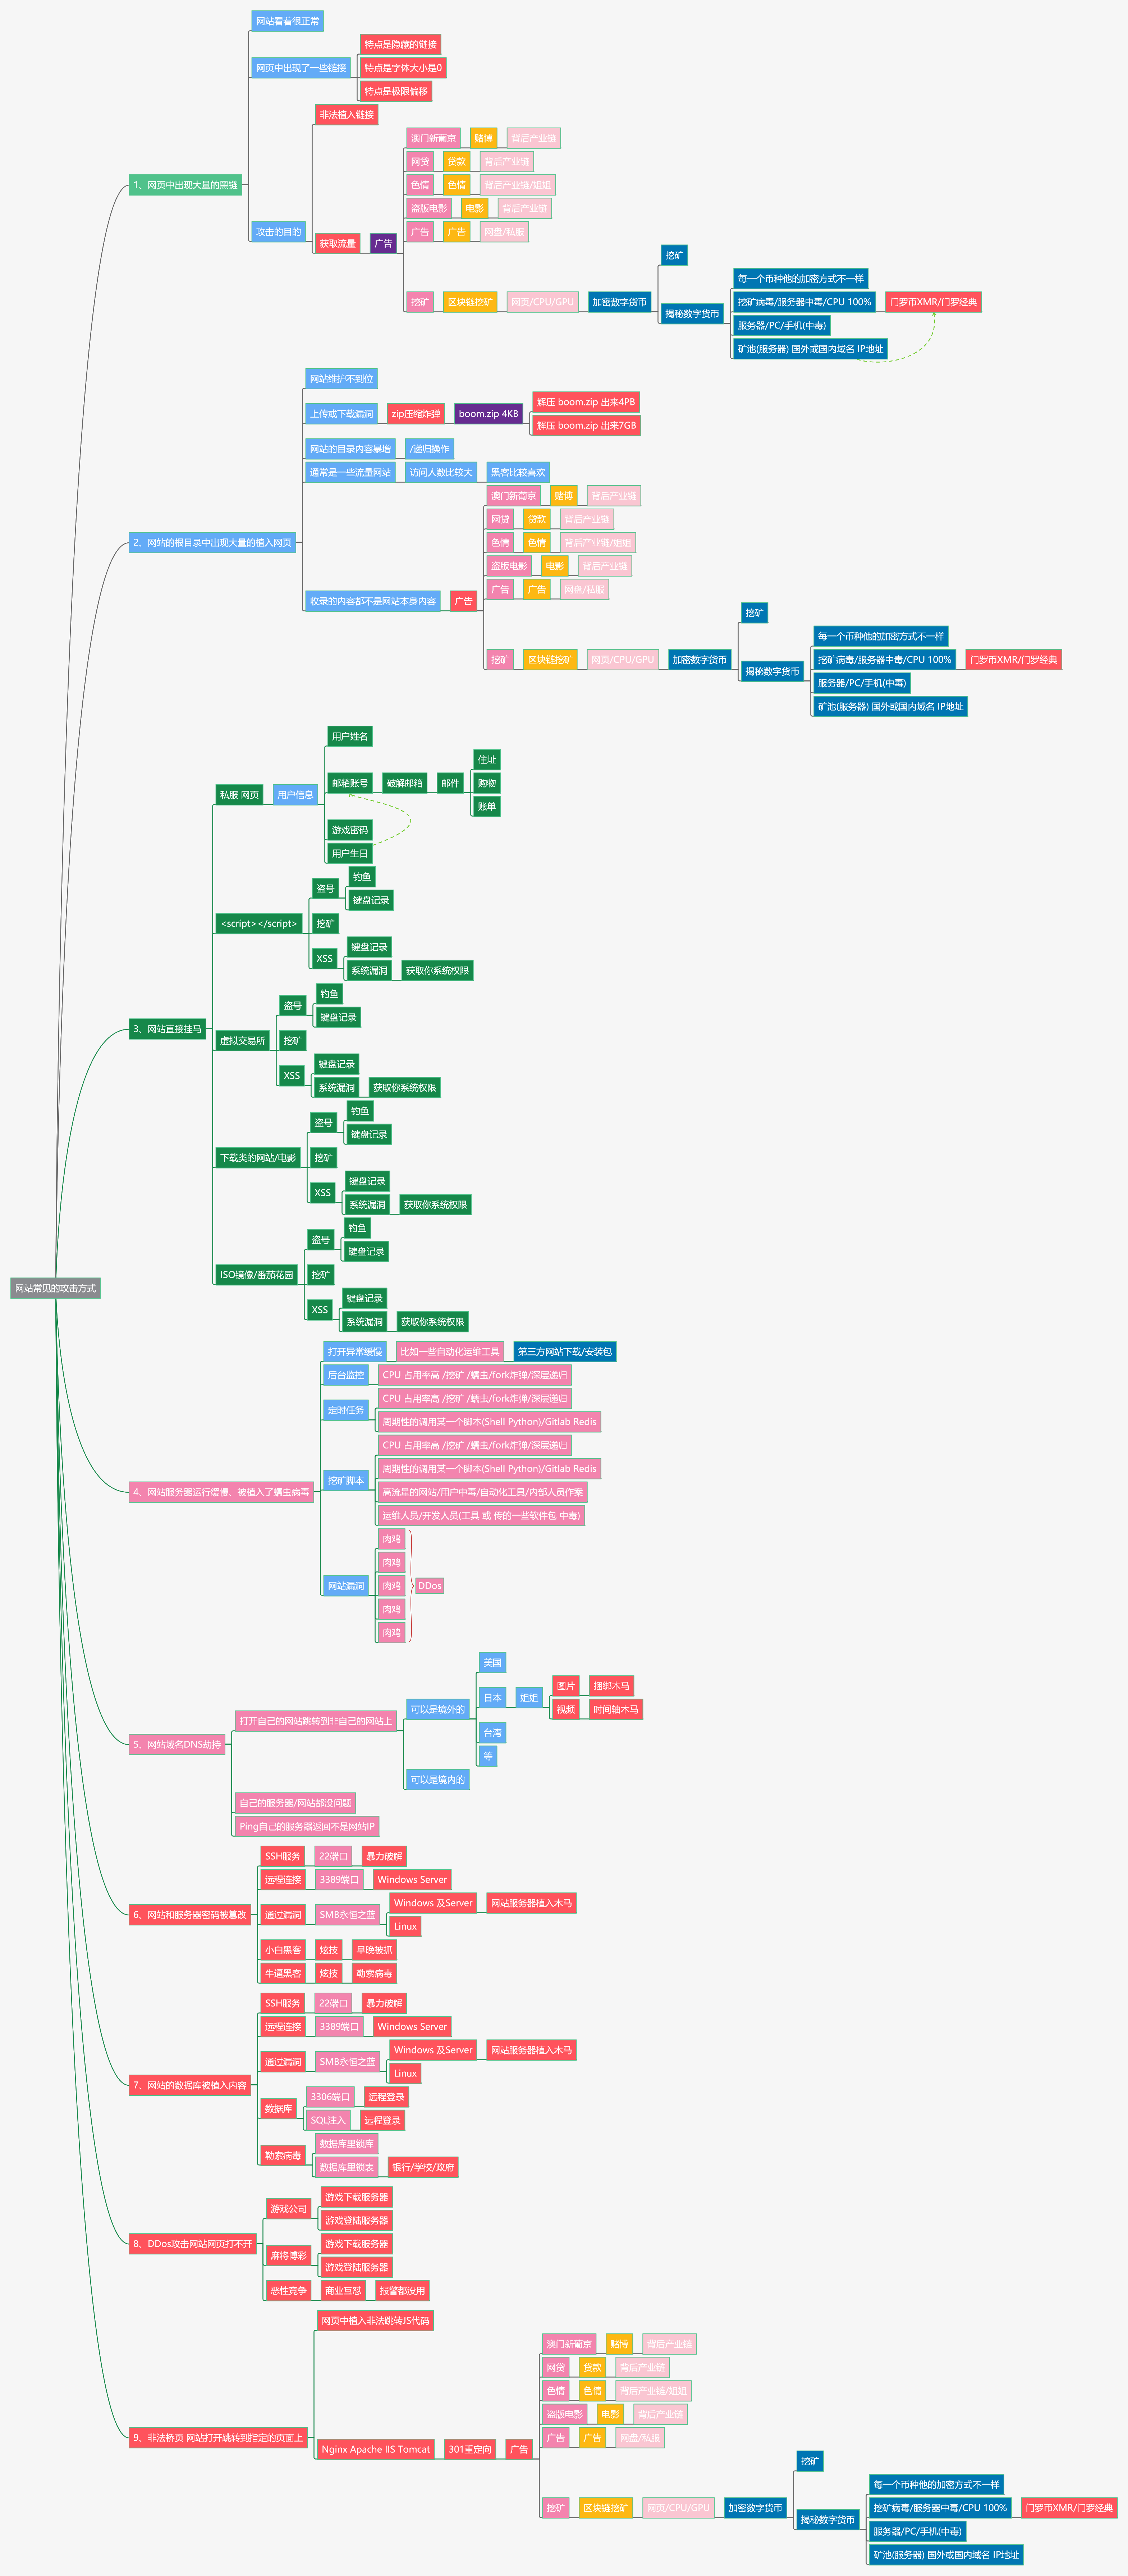 网站常见的攻击方式
1、网页中出现大量的黑链
网站看着很正常
网页中出现了一些链接
特点是隐藏的链接
特点是字体大小是0
特点是极限偏移
攻击的目的
非法植入链接
获取流量
广告
澳门新葡京
赌博
背后产业链
网贷
贷款
背后产业链
色情
色情
背后产业链/姐姐
盗版电影
电影
背后产业链
广告
广告
网盘/私服
挖矿
区块链挖矿
网页/CPU/GPU
加密数字货币
挖矿
揭秘数字货币
每一个币种他的加密方式不一样
挖矿病毒/服务器中毒/CPU 100%
门罗币XMR/门罗经典
服务器/PC/手机(中毒)
矿池(服务器) 国外或国内域名 IP地址
2、网站的根目录中出现大量的植入网页
网站维护不到位
上传或下载漏洞
zip压缩炸弹
boom.zip 4KB
解压 boom.zip 出来4PB
解压 boom.zip 出来7GB
网站的目录内容暴增
/递归操作
通常是一些流量网站
访问人数比较大
黑客比较喜欢
收录的内容都不是网站本身内容
广告
澳门新葡京
赌博
背后产业链
网贷
贷款
背后产业链
色情
色情
背后产业链/姐姐
盗版电影
电影
背后产业链
广告
广告
网盘/私服
挖矿
区块链挖矿
网页/CPU/GPU
加密数字货币
挖矿
揭秘数字货币
每一个币种他的加密方式不一样
挖矿病毒/服务器中毒/CPU 100%
门罗币XMR/门罗经典
服务器/PC/手机(中毒)
矿池(服务器) 国外或国内域名 IP地址
3、网站直接挂马
私服 网页
用户信息
用户姓名
邮箱账号
破解邮箱
邮件
住址
购物
账单
游戏密码
用户生日
<script></script>
盗号
钓鱼
键盘记录
挖矿
XSS
键盘记录
系统漏洞
获取你系统权限
虚拟交易所
盗号
钓鱼
键盘记录
挖矿
XSS
键盘记录
系统漏洞
获取你系统权限
下载类的网站/电影
盗号
钓鱼
键盘记录
挖矿
XSS
键盘记录
系统漏洞
获取你系统权限
ISO镜像/番茄花园
盗号
钓鱼
键盘记录
挖矿
XSS
键盘记录
系统漏洞
获取你系统权限
4、网站服务器运行缓慢、被植入了蠕虫病毒
打开异常缓慢
比如一些自动化运维工具
第三方网站下载/安装包
后台监控
CPU 占用率高 /挖矿 /蠕虫/fork炸弹/深层递归
定时任务
CPU 占用率高 /挖矿 /蠕虫/fork炸弹/深层递归
周期性的调用某一个脚本(Shell Python)/Gitlab Redis
挖矿脚本
CPU 占用率高 /挖矿 /蠕虫/fork炸弹/深层递归
周期性的调用某一个脚本(Shell Python)/Gitlab Redis
高流量的网站/用户中毒/自动化工具/内部人员作案
运维人员/开发人员(工具 或 传的一些软件包 中毒)
网站漏洞
肉鸡
肉鸡
肉鸡
肉鸡
肉鸡
DDos
5、网站域名DNS劫持
打开自己的网站跳转到非自己的网站上
可以是境外的
美国
日本
姐姐
图片
捆绑木马
视频
时间轴木马
台湾
等
可以是境内的
自己的服务器/网站都没问题
Ping自己的服务器返回不是网站IP
6、网站和服务器密码被篡改
SSH服务
22端口
暴力破解
远程连接
3389端口
Windows Server
通过漏洞
SMB永恒之蓝
Windows 及Server
网站服务器植入木马
Linux
小白黑客
炫技
早晚被抓
牛逼黑客
炫技
勒索病毒
7、网站的数据库被植入内容
SSH服务
22端口
暴力破解
远程连接
3389端口
Windows Server
通过漏洞
SMB永恒之蓝
Windows 及Server
网站服务器植入木马
Linux
数据库
3306端口
远程登录
SQL注入
远程登录
勒索病毒
数据库里锁库
数据库里锁表
银行/学校/政府
8、DDos攻击网站网页打不开
游戏公司
游戏下载服务器
游戏登陆服务器
麻将博彩
游戏下载服务器
游戏登陆服务器
恶性竞争
商业互怼
报警都没用
9、非法桥页 网站打开跳转到指定的页面上
网页中植入非法跳转JS代码
Nginx Apache IIS Tomcat
301重定向
广告
澳门新葡京
赌博
背后产业链
网贷
贷款
背后产业链
色情
色情
背后产业链/姐姐
盗版电影
电影
背后产业链
广告
广告
网盘/私服
挖矿
区块链挖矿
网页/CPU/GPU
加密数字货币
挖矿
揭秘数字货币
每一个币种他的加密方式不一样
挖矿病毒/服务器中毒/CPU 100%
门罗币XMR/门罗经典
服务器/PC/手机(中毒)
矿池(服务器) 国外或国内域名 IP地址